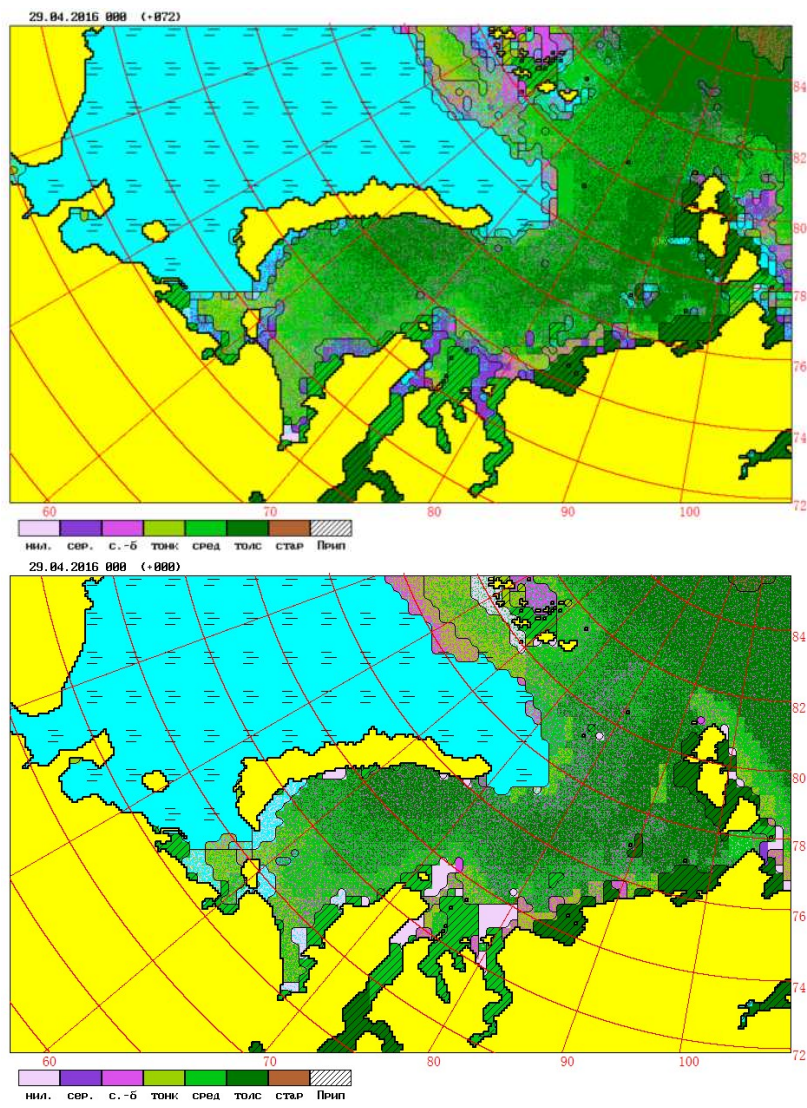 29.04.2016 000 (+072)
84
82
80
78
76
74
72
60 70 80 90 100
нил. сер. с.-б тонк сред толс стар Прип
29.04.2016 000 (+000)
84
82
80
78
76
74
72
60 70 80 90 100
нил. сер. с.-б тонк сред толс стар Прип